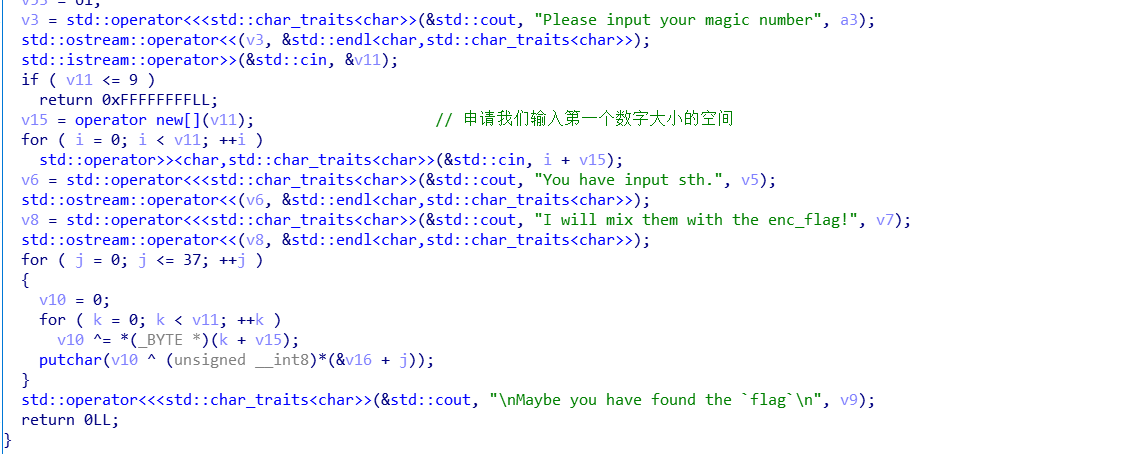 v3 = std::operator<<<std::char_traits<char>>(&std::cout, "Please input your magic number", a3);
std::ostream::operator<<(v3, &std::endl<char,std::char_traits<char>>);
std::istream::operator>>(&std::cin, &v11);
if ( v11 <= 9 )
return 0xFFFFFFFFLL;
v15 = operator new[](v11); // 申请我们输入第一个数字大小的空间
for ( i = 0; i < v11; ++i )
std::operator>><char,std::char_traits<char>>(&std::cin, i + v15);
v6 = std::operator<<<std::char_traits<char>>(&std::cout, "You have input sth.", v5);
std::ostream::operator<<(v6, &std::endl<char,std::char_traits<char>>);
v8 = std::operator<<<std::char_traits<char>>(&std::cout, "I will mix them with the enc_flag!", v7);
std::ostream::operator<<(v8, &std::endl<char,std::char_traits<char>>);
for ( j = 0; j <= 37; ++j )
{
v10 = 0;
for ( k = 0; k < v11; ++k )
v10 ^= *(_BYTE *)(k + v15);
putchar(v10 ^ (unsigned __int8)*(&v16 + j));
}
std::operator<<<std::char_traits<char>>(&std::cout, "\nMaybe you have found the `flag`\n", v9);
return 0LL;
}